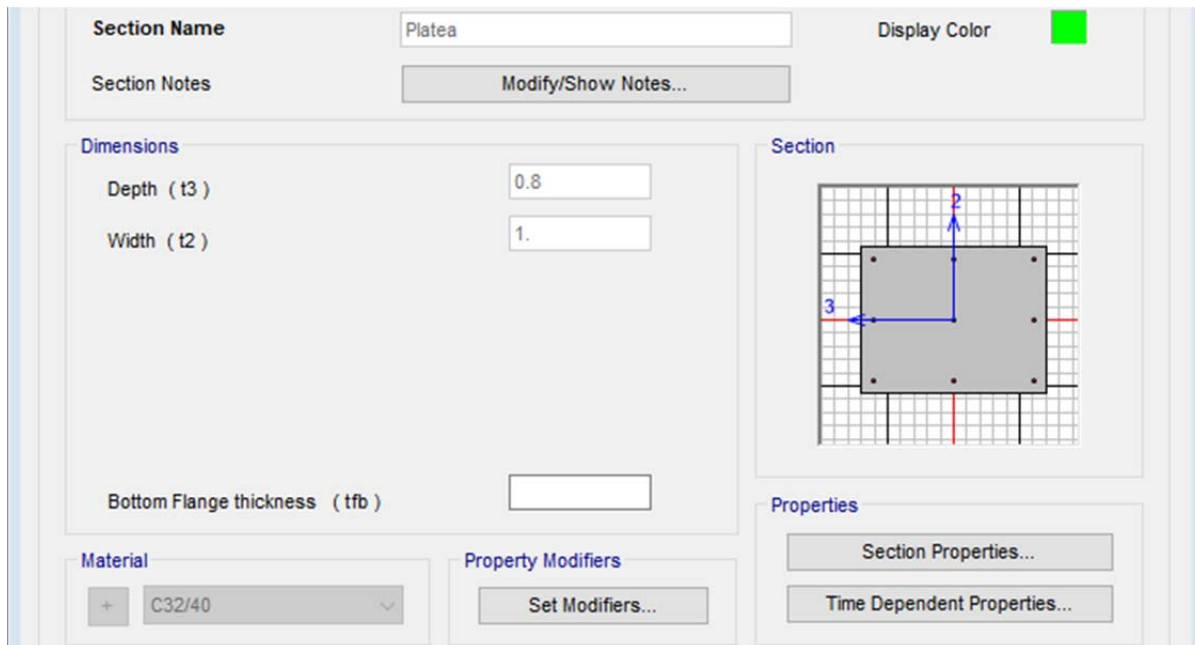 Section Name
Platea
Display Color
Section Notes
Modify/Show Notes...
Dimensions
Depth ( t3 )
0.8
Width ( t2 )
1.
Bottom Flange thickness ( tfb )
Section
2
3
Properties
Section Properties...
Time Dependent Properties...
Material
+
C32/40
Property Modifiers
Set Modifiers...